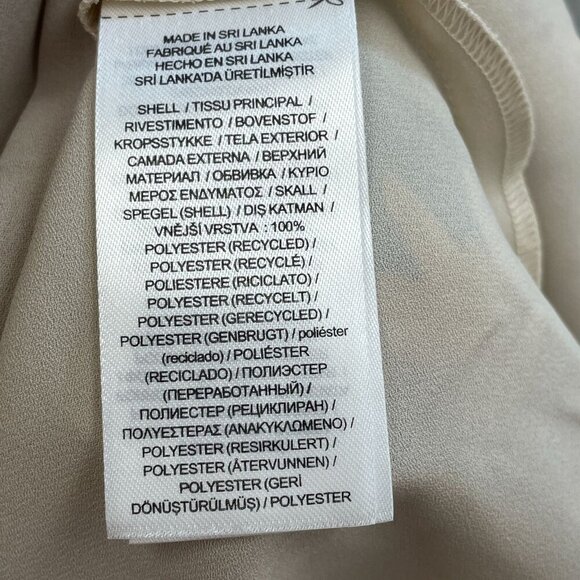 MADE IN SRI LANKA
FABRIQUÉ AU SRI LANKA
HECHO EN SRI LANKA
SRİ LANKA'DA ÜRETİLMİŞTİR
SHELL / TISSU PRINCIPAL /
RIVESTIMENTO / BOVENSTOF /
KROPSSTYKKE / TELA EXTERIOR /
CAMADA EXTERNA / ВЕРХНИЙ
МАТЕРИАЛ / ОБВИВКА / ΚΥΡΙΟ
ΜΕΡΟΣ ΕΝΔΥΜΑΤΟΣ / SKALL /
SPEGEL (SHELL) / DIŞ KATMAN /
VNĚJŠÍ VRSTVA : 100%
POLYESTER (RECYCLED) /
POLYESTER (RECYCLÉ) /
POLIESTERE (RICICLATO) /
POLYESTER (RECYCELT) /
POLYESTER (GERECYCLED) /
POLYESTER (GENBRUGT) / poliéster
(reciclado) / POLIÉSTER
(RECICLADO) / ПОЛИЭСТЕР
(ПЕРЕРАБОТАННЫЙ) /
ПОЛИЕСТЕР (РЕЦИКЛИРАН) /
ΠΟΛΥΕΣΤΕΡΑΣ (ΑΝΑΚΥΚΛΩΜΕΝΟ) /
POLYESTER (RESIRKULERT) /
POLYESTER (ÅTERVUNNEN) /
POLYESTER (GERİ
DÖNÜŞTÜRÜLMÜŞ) / POLYESTER